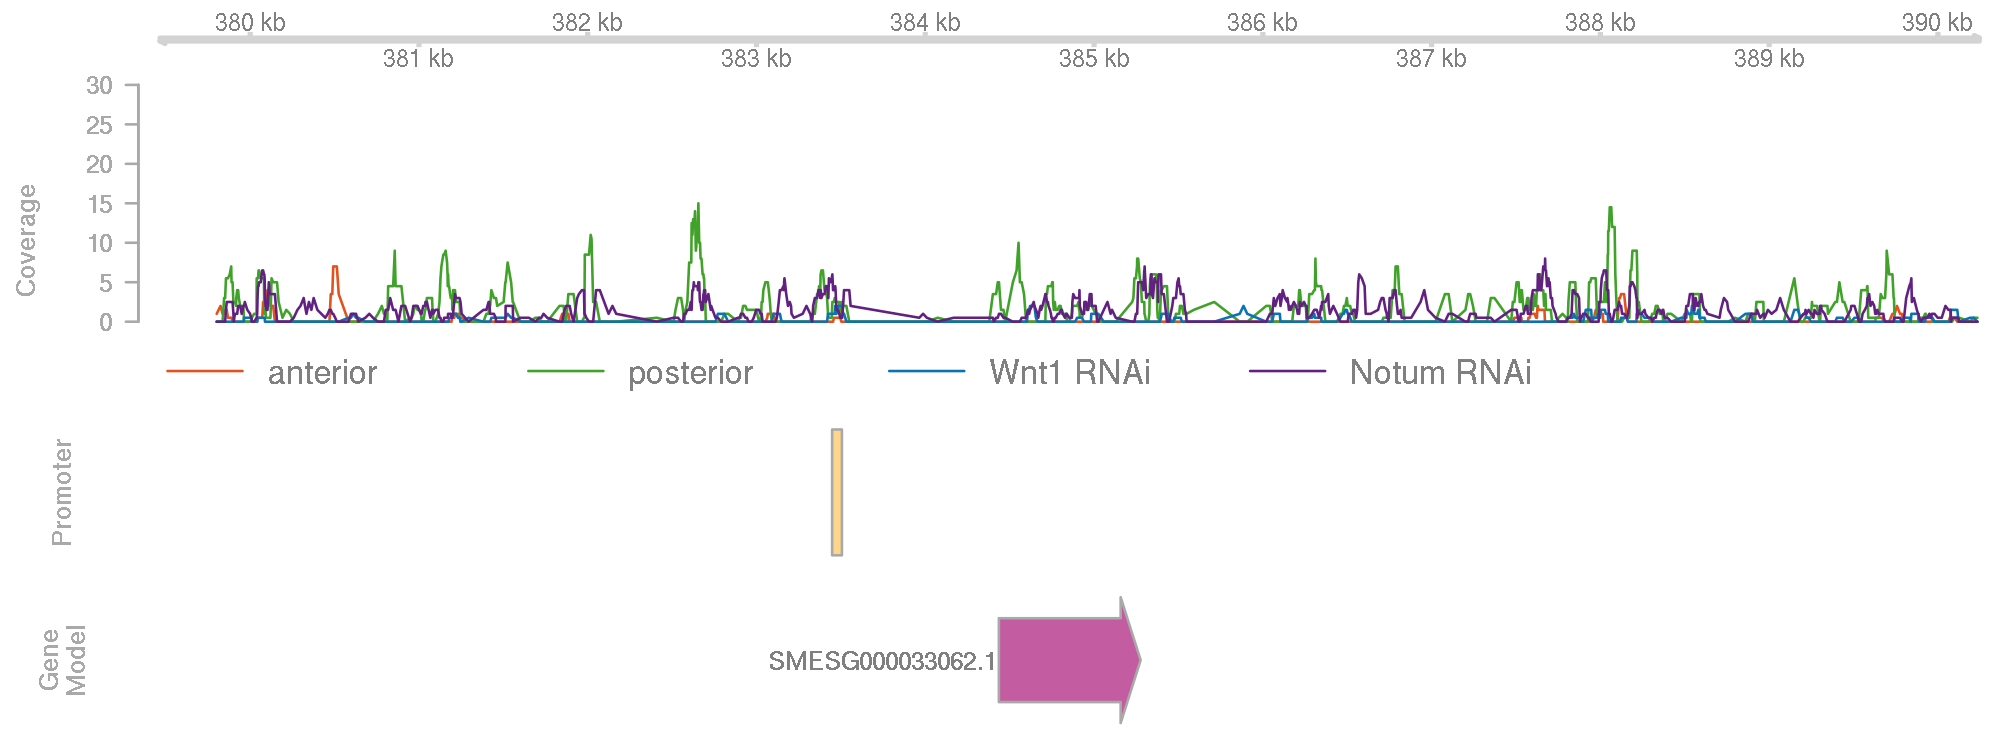 380 kb 382 kb 384 kb 386 kb 388 kb 390 kb
381 kb 383 kb 385 kb 387 kb 389 kb
30
25
20
15
10
5
0
Coverage
anterior posterior Wnt1 RNAi Notum RNAi
Promoter
Gene
Model
SMESG000033062.1